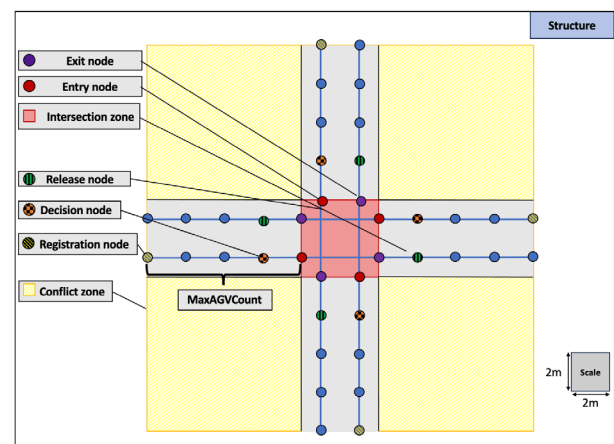 Structure
Exit node
Entry node
Intersection zone
Release node
Decision node
Registration node
MaxAGVCount
Conflict zone
2m
Scale
2m